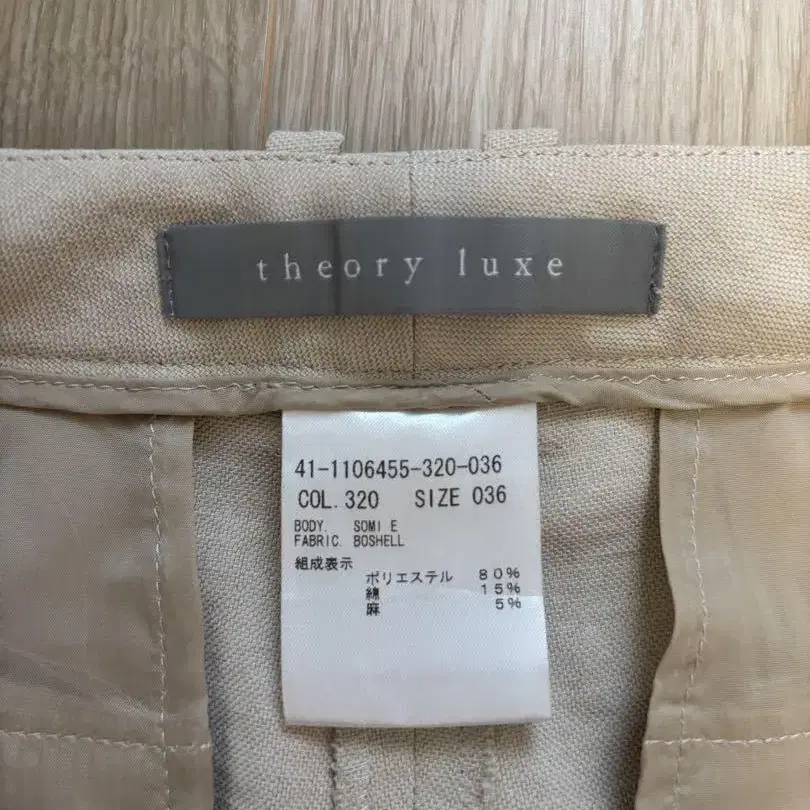 theory luxe
41-1106455-320-036
COL. 320 SIZE 036
BODY. SOMI E
FABRIC. BOSHELL
組成表示
ポリエステル 80%
綿 15%
麻 5%